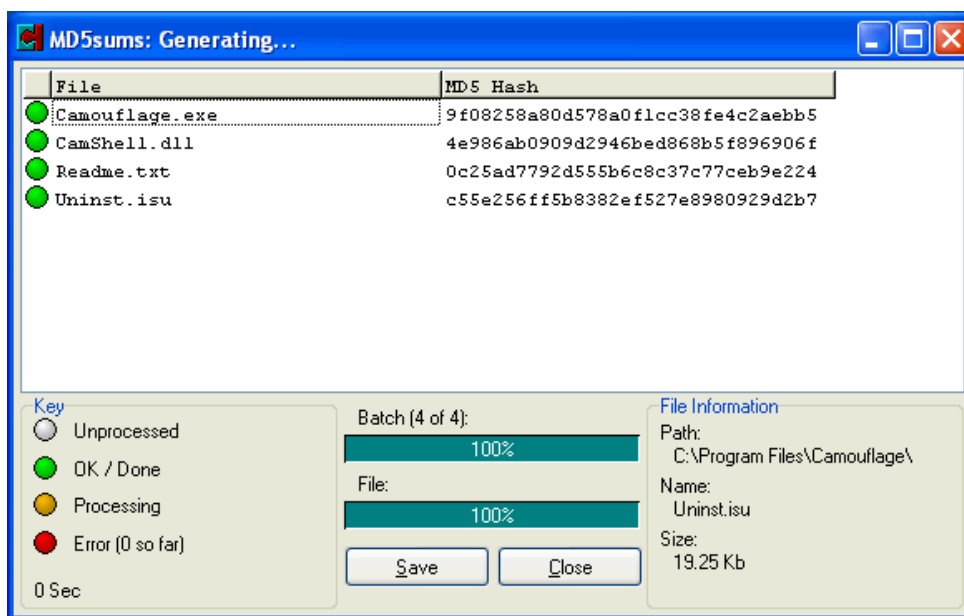 MD5sums: Generating...
File MD5 Hash
Camouflage.exe 9f08258a80d578a0f1cc38fe4c2aebb5
CamShell.dll 4e986ab0909d2946bed868b5f896906f
Readme.txt 0c25ad7792d555b6c8c37c77ceb9e224
Uninst.isu c55e256ff5b8382ef527e8980929d2b7
Key
Unprocessed
OK / Done
Processing
Error (0 so far)
0 Sec
Batch (4 of 4):
100%
File:
100%
Save Close
File Information
Path:
C:\Program Files\Camouflage\
Name:
Uninst.isu
Size:
19.25 Kb